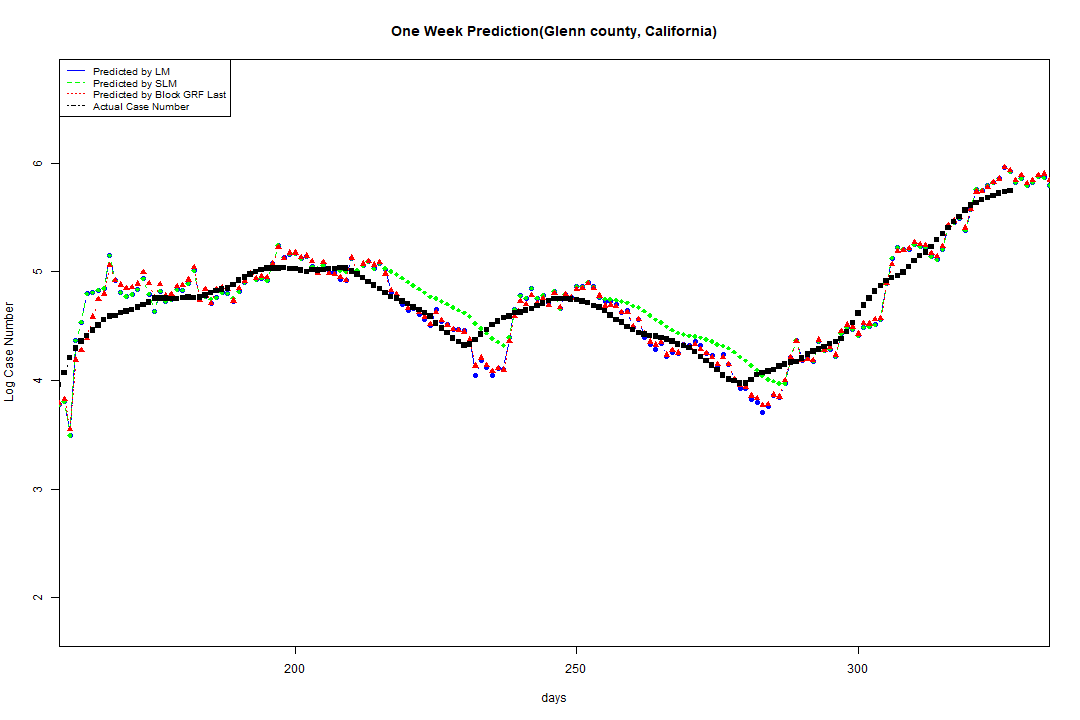 One Week Prediction(Glenn county, California)
Predicted by LM
Predicted by SLM
Predicted by Block GRF Last
Actual Case Number
6
5
4
3
2
Log Case Number
200
250
300
days